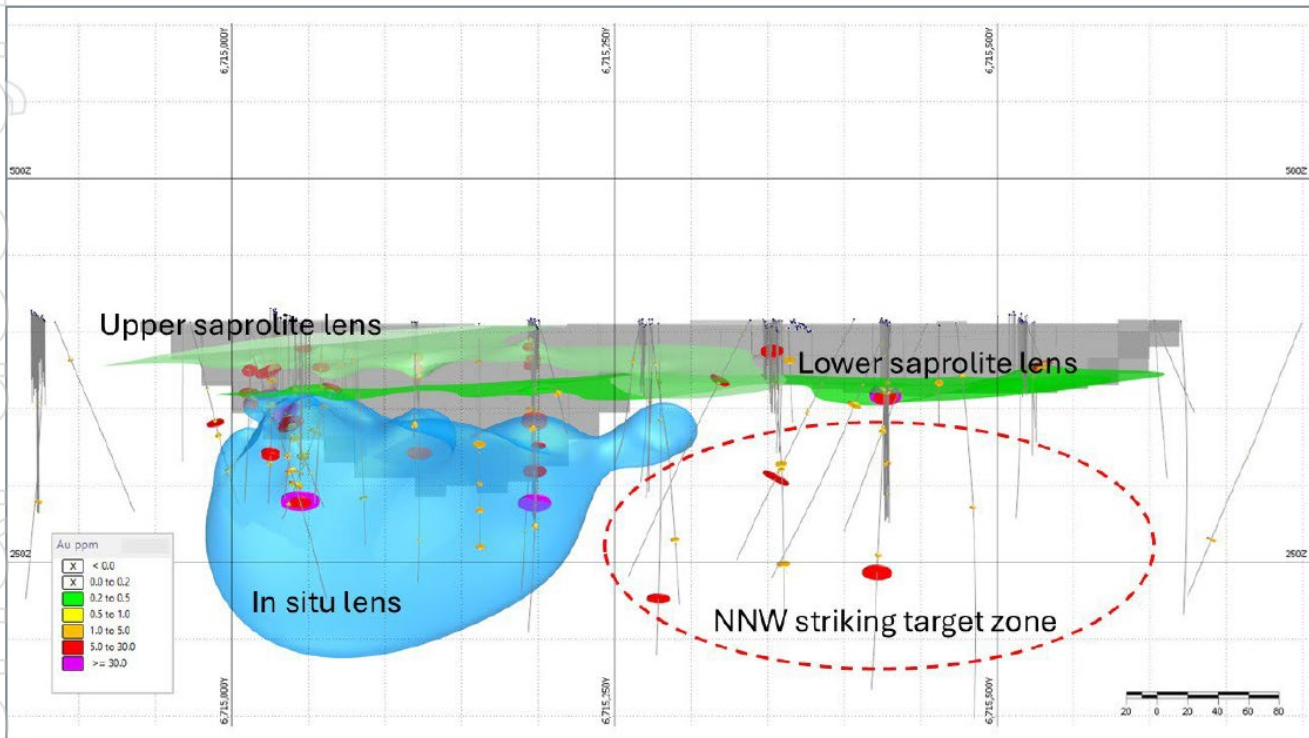 6,715,000Y
6,715,250Y
6,715,500Y
500Z
500Z
Upper saprolite lens
Lower saprolite lens
250Z
250Z
Au ppm
X < 0.0
X 0.0 to 0.2
0.2 to 0.5
0.5 to 1.0
1.0 to 5.0
5.0 to 30.0
>= 30.0
In situ lens
NNW striking target zone
6,715,000Y
6,715,250Y
6,715,500Y
20 0 20 40 60 80